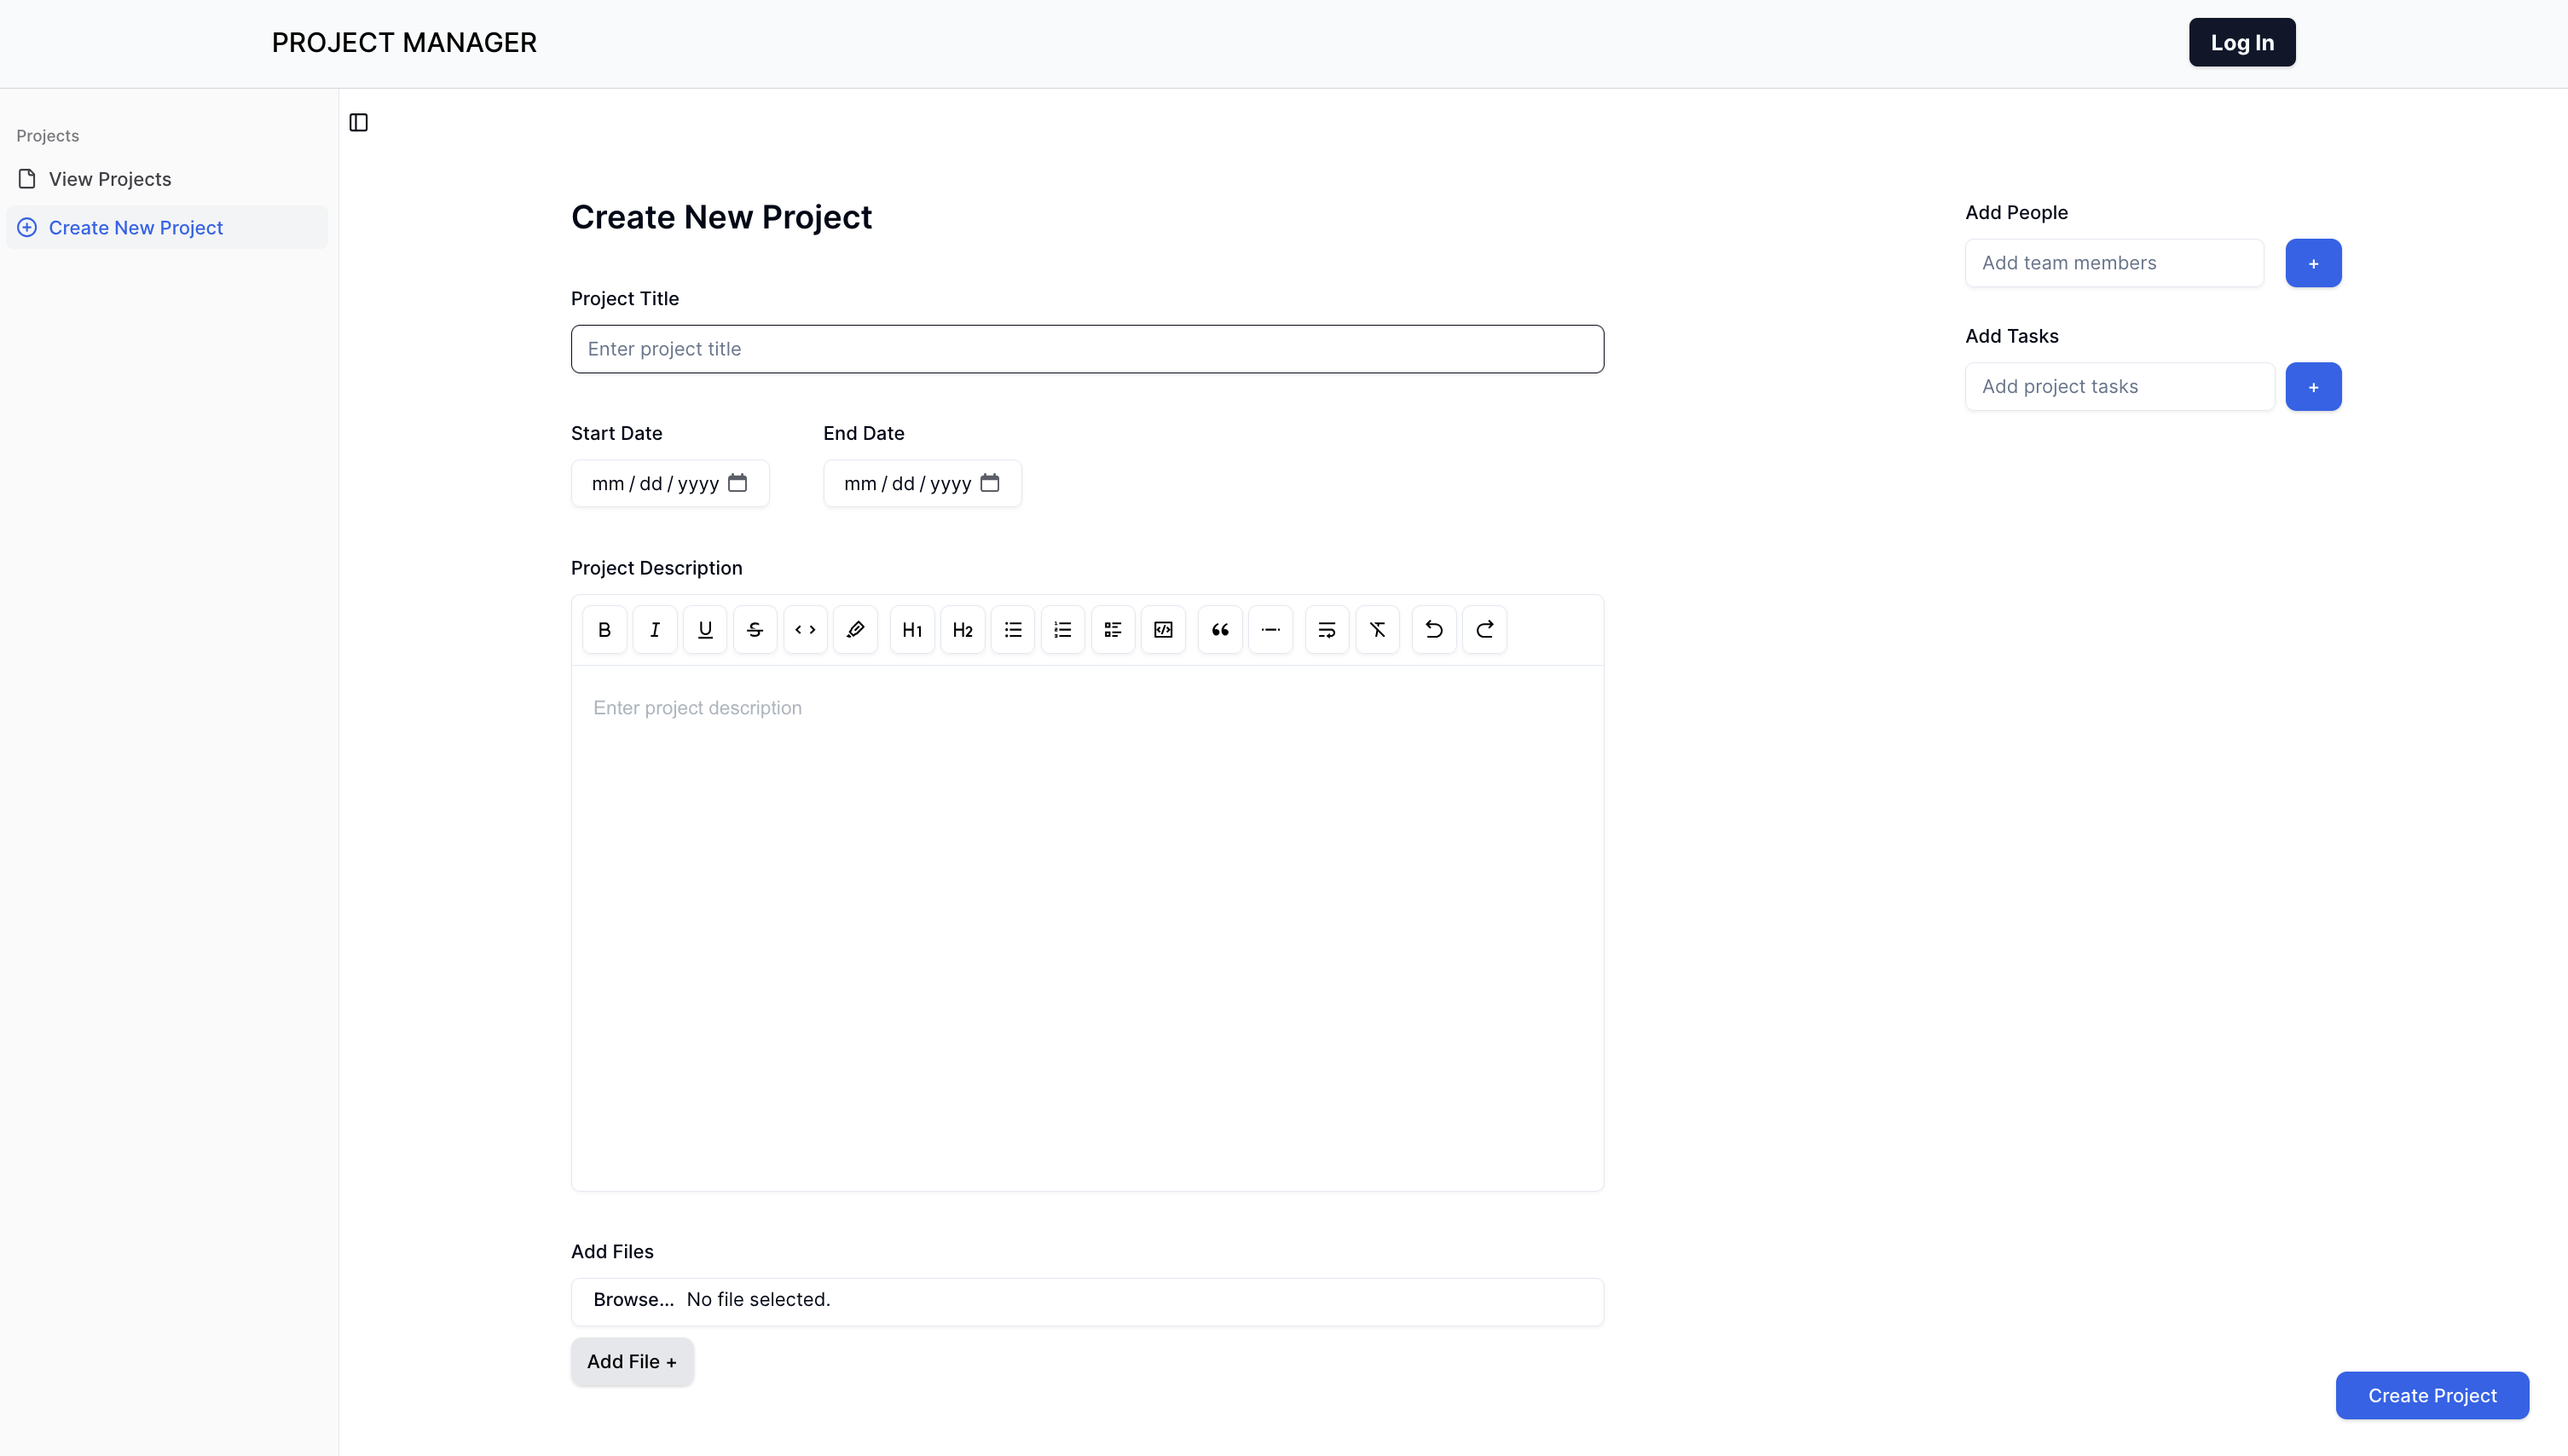 PROJECT MANAGER
Log In
Projects
View Projects
Create New Project
Create New Project
Project Title
Enter project title
Start Date End Date
mm / dd / yyyy mm / dd / yyyy
Project Description
B I U S < > H1 H2
Enter project description
Add Files
Browse... No file selected.
Add File +
Add People
Add team members +
Add Tasks
Add project tasks +
Create Project